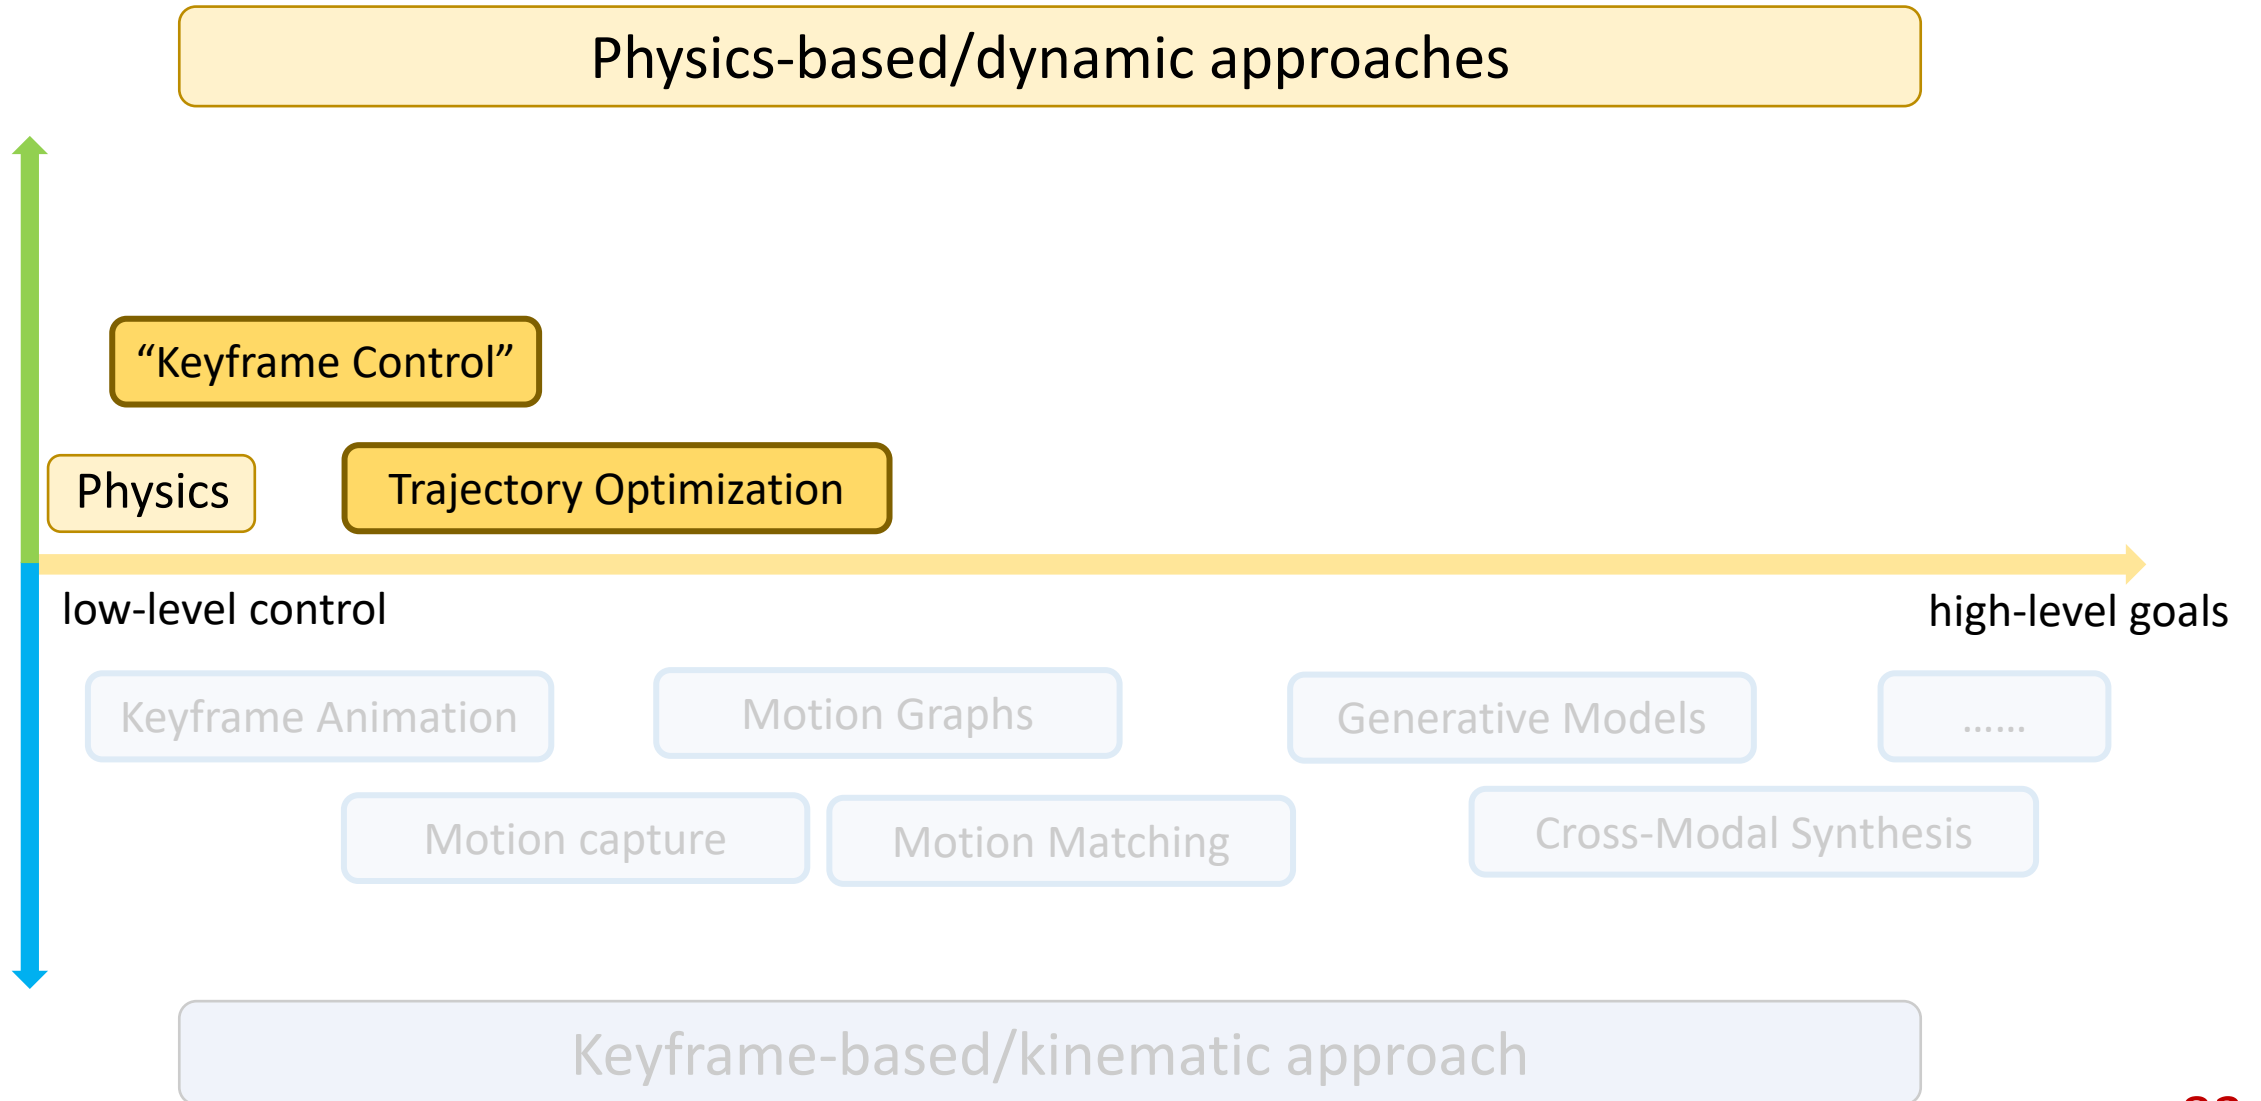 Physics-based/dynamic approaches
“Keyframe Control”
Physics
Trajectory Optimization
low-level control
high-level goals
Keyframe Animation
Motion Graphs
Generative Models
......
Motion capture
Motion Matching
Cross-Modal Synthesis
Keyframe-based/kinematic approach